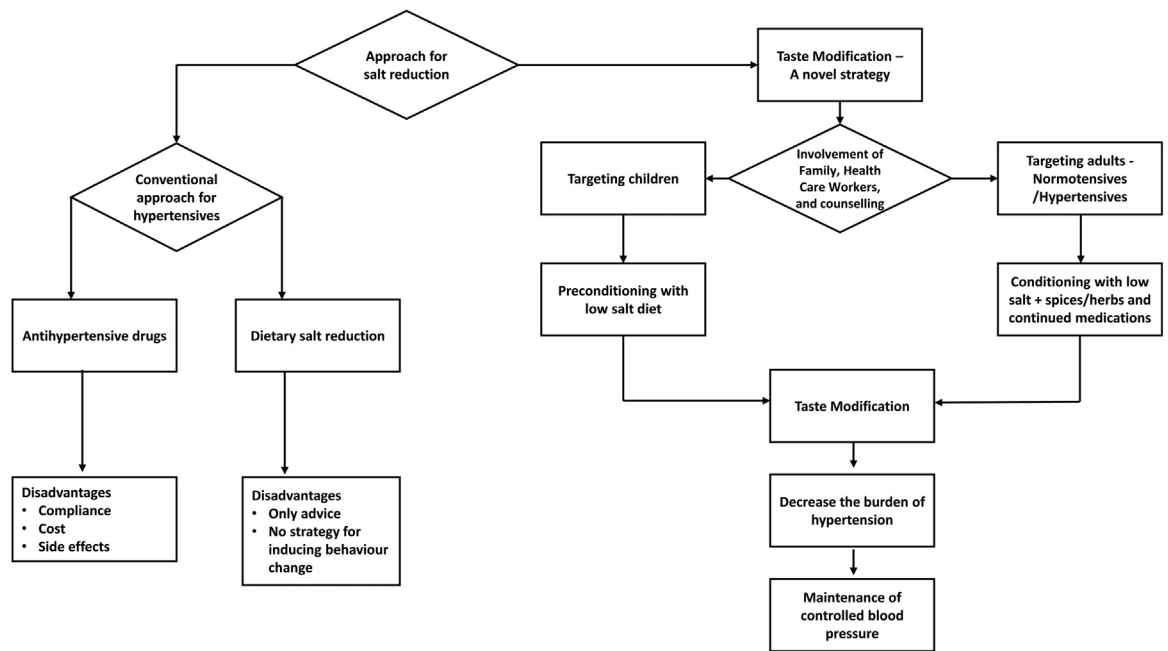 Approach for
salt reduction
Taste Modification –
A novel strategy
Conventional
approach for
hypertensives
Targeting children
Involvement of
Family, Health
Care Workers,
and counselling
Targeting adults -
Normotensives
/Hypertensives
Antihypertensive drugs
Dietary salt reduction
Preconditioning with
low salt diet
Conditioning with low
salt + spices/herbs and
continued medications
Taste Modification
Disadvantages
• Compliance
• Cost
• Side effects
Disadvantages
• Only advice
• No strategy for
inducing behaviour
change
Decrease the burden of
hypertension
Maintenance of
controlled blood
pressure